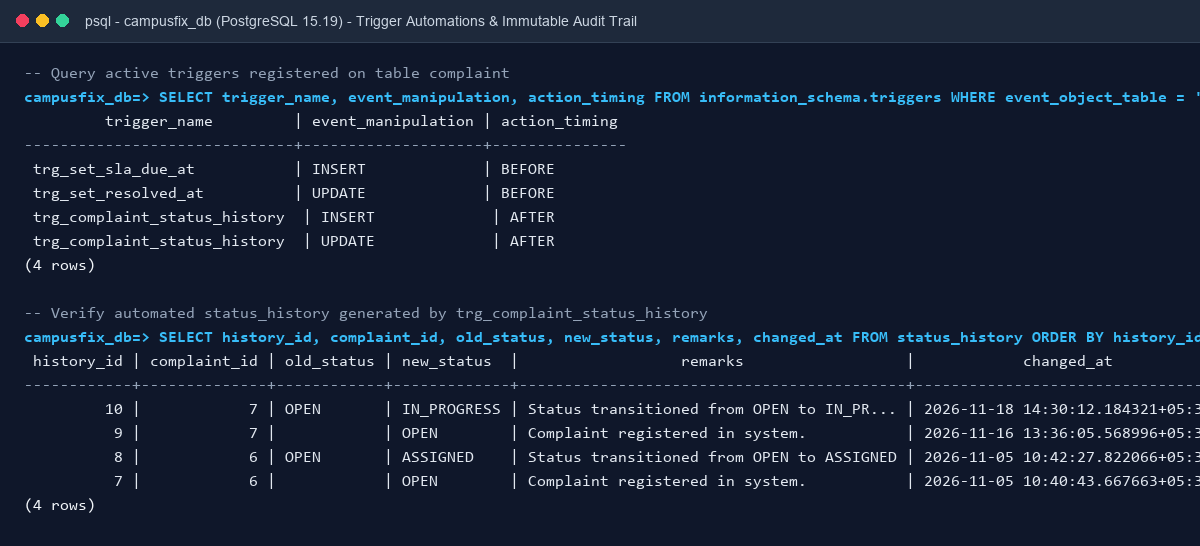 psql - campusfix_db (PostgreSQL 15.19) - Trigger Automations & Immutable Audit Trail
-- Query active triggers registered on table complaint
campusfix_db=> SELECT trigger_name, event_manipulation, action_timing FROM information_schema.triggers WHERE event_object_table = '
         trigger_name         | event_manipulation | action_timing
------------------------------+--------------------+---------------
 trg_set_sla_due_at           | INSERT             | BEFORE
 trg_set_resolved_at          | UPDATE             | BEFORE
 trg_complaint_status_history  | INSERT             | AFTER
 trg_complaint_status_history  | UPDATE             | AFTER
(4 rows)
-- Verify automated status_history generated by trg_complaint_status_history
campusfix_db=> SELECT history_id, complaint_id, old_status, new_status, remarks, changed_at FROM status_history ORDER BY history_id
 history_id | complaint_id | old_status | new_status  |                  remarks                  |            changed_at
------------+--------------+------------+-------------+-------------------------------------------+--------------------------------
         10 |            7 | OPEN       | IN_PROGRESS | Status transitioned from OPEN to IN_PR... | 2026-11-18 14:30:12.184321+05:3
          9 |            7 |            | OPEN        | Complaint registered in system.           | 2026-11-16 13:36:05.568996+05:3
          8 |            6 | OPEN       | ASSIGNED    | Status transitioned from OPEN to ASSIGNED | 2026-11-05 10:42:27.822066+05:3
          7 |            6 |            | OPEN        | Complaint registered in system.           | 2026-11-05 10:40:43.667663+05:3
(4 rows)